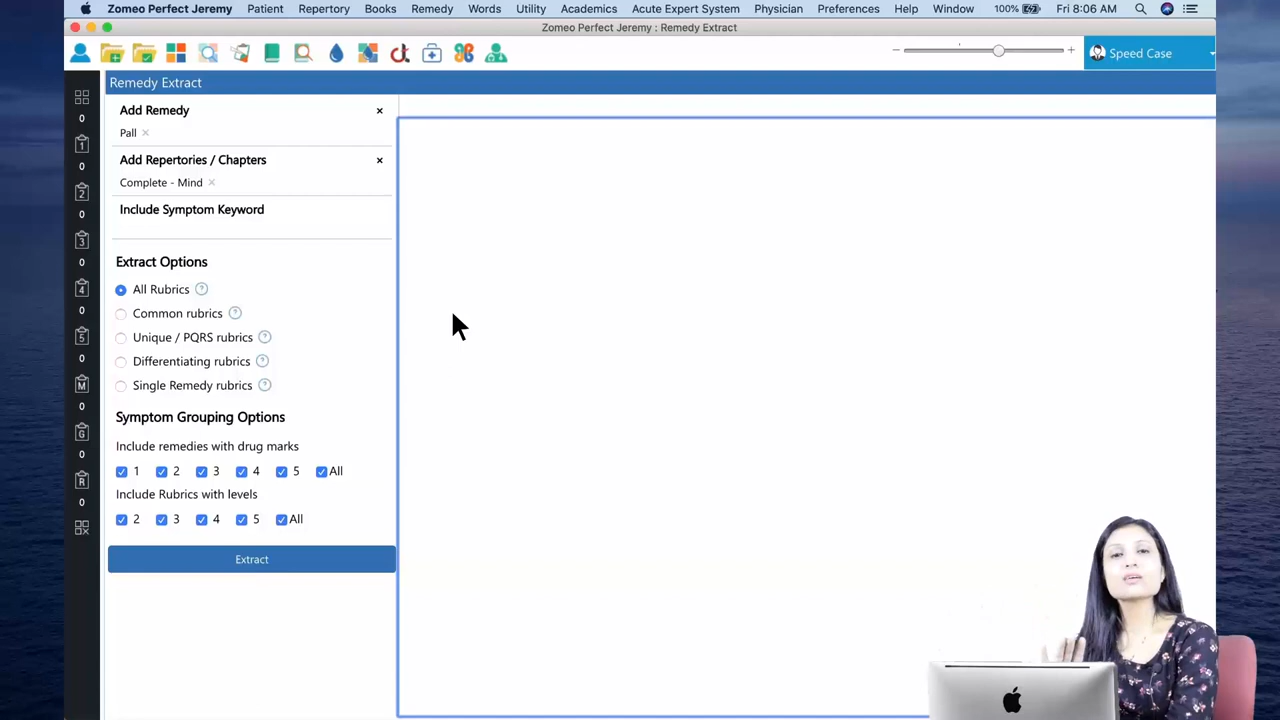 Zomeo Perfect Jeremy Patient Repertory Books Remedy Words Utility Academics Acute Expert System Physician Preferences Help Window 100% Fri 8:06 AM
Zomeo Perfect Jeremy : Remedy Extract
Speed Case
Remedy Extract
Add Remedy ×
Pall ×
Add Repertories / Chapters ×
Complete - Mind ×
Include Symptom Keyword
Extract Options
All Rubrics ?
Common rubrics ?
Unique / PQRS rubrics ?
Differentiating rubrics ?
Single Remedy rubrics ?
Symptom Grouping Options
Include remedies with drug marks
1 2 3 4 5 All
Include Rubrics with levels
2 3 4 5 All
Extract
0
1
0
2
0
3
0
4
0
5
0
M
0
G
0
R
0